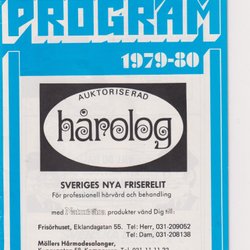 PROGRAM
1979-80
AUKTORISERAD
hårolog
SVERIGES NYA FRISERELIT
För professionell hårvård och behandling
med produkter vänd Dig till:
Frisörhuset, Eklandagatan 55. Tel: Herr, 031-209052
Tel: Dam, 031-208138
Möllers Hårmodesalonger,